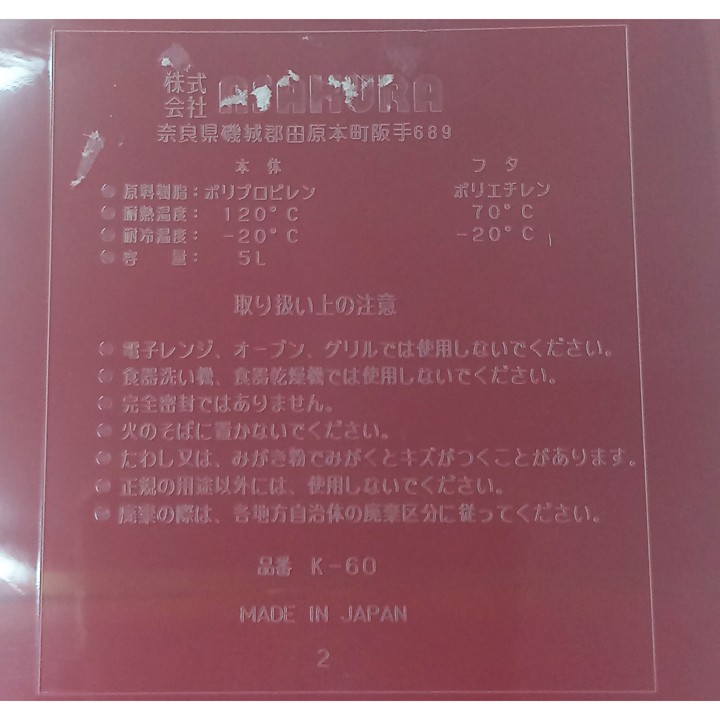 株式
会社
奈良県磯城郡田原本町阪手689
本体 フタ
原料樹脂：ポリプロピレン ポリエチレン
耐熱温度： 120°C 70°C
耐冷温度： -20°C -20°C
容 量： 5L
取り扱い上の注意
電子レンジ、オーブン、グリルでは使用しないでください。
食器洗い機、食器乾燥機では使用しないでください。
完全密封ではありません。
火のそばに置かないでください。
たわし又は、みがき粉でみがくとキズがつくことがあります。
正規の用途以外には、使用しないでください。
廃棄の際は、各地方自治体の廃棄区分に従ってください。
品番 K-60
MADE IN JAPAN
2